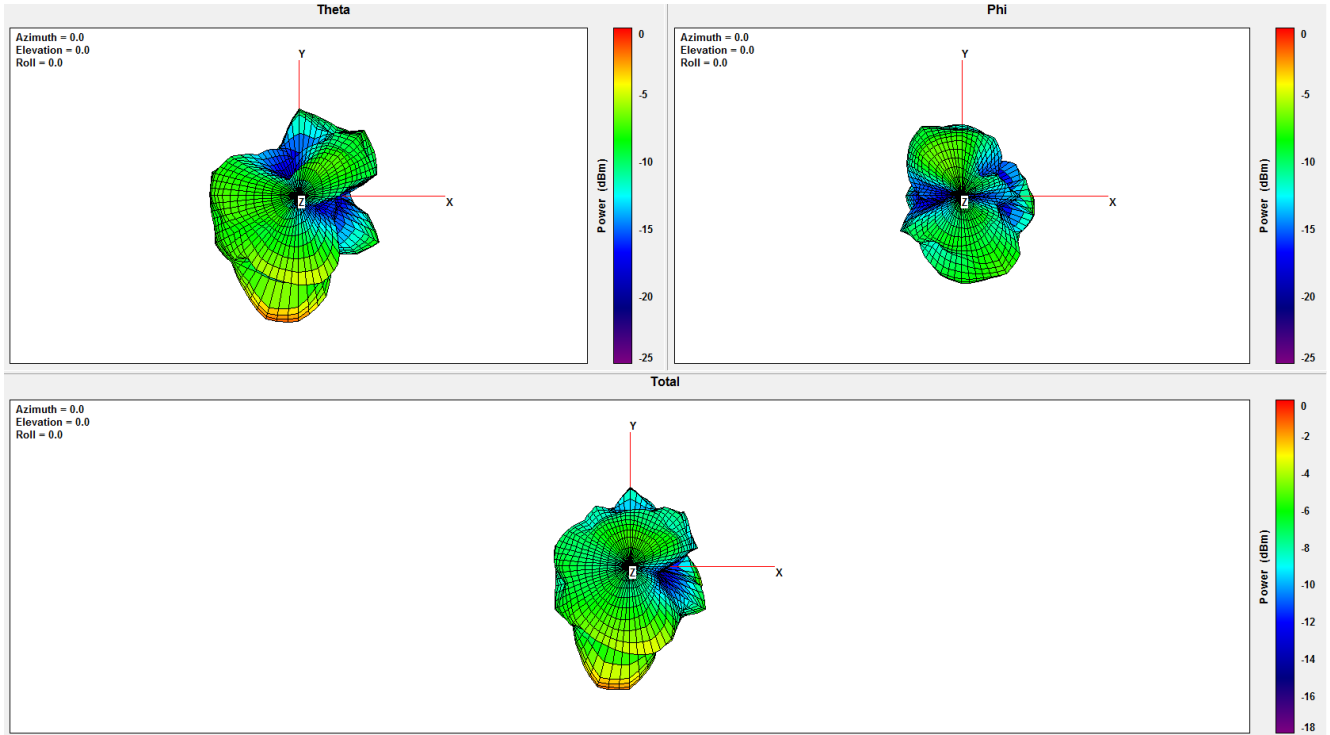 Theta
Azimuth = 0.0
Elevation = 0.0
Roll = 0.0
Y
X
Z
0
-5
-10
-15
-20
-25
Power (dBm)
Phi
Azimuth = 0.0
Elevation = 0.0
Roll = 0.0
Y
X
Z
0
-5
-10
-15
-20
-25
Power (dBm)
Total
Azimuth = 0.0
Elevation = 0.0
Roll = 0.0
Y
X
Z
0
-2
-4
-6
-8
-10
-12
-14
-16
-18
Power (dBm)